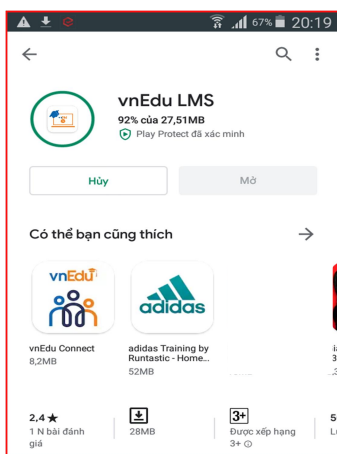 67% 20:19
vnEdu LMS
92% của 27,51MB
Play Protect đã xác minh
Hủy
Mở
Có thể bạn cũng thích
vnEdu
adidas
vnEdu Connect
8,2MB
adidas Training by
Runtastic - Home...
52MB
2,4★
1 N bài đánh
giá
28MB
3+
Được xếp hạng
3+